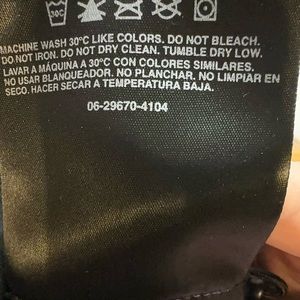 30C
MACHINE WASH 30°C LIKE COLORS. DO NOT BLEACH.
DO NOT IRON. DO NOT DRY CLEAN. TUMBLE DRY LOW.
LAVAR A MÁQUINA A 30°C CON COLORES SIMILARES.
NO USAR BLANQUEADOR. NO PLANCHAR. NO LIMPIAR EN
SECO. HACER SECAR A TEMPERATURA BAJA.
06-29670-4104